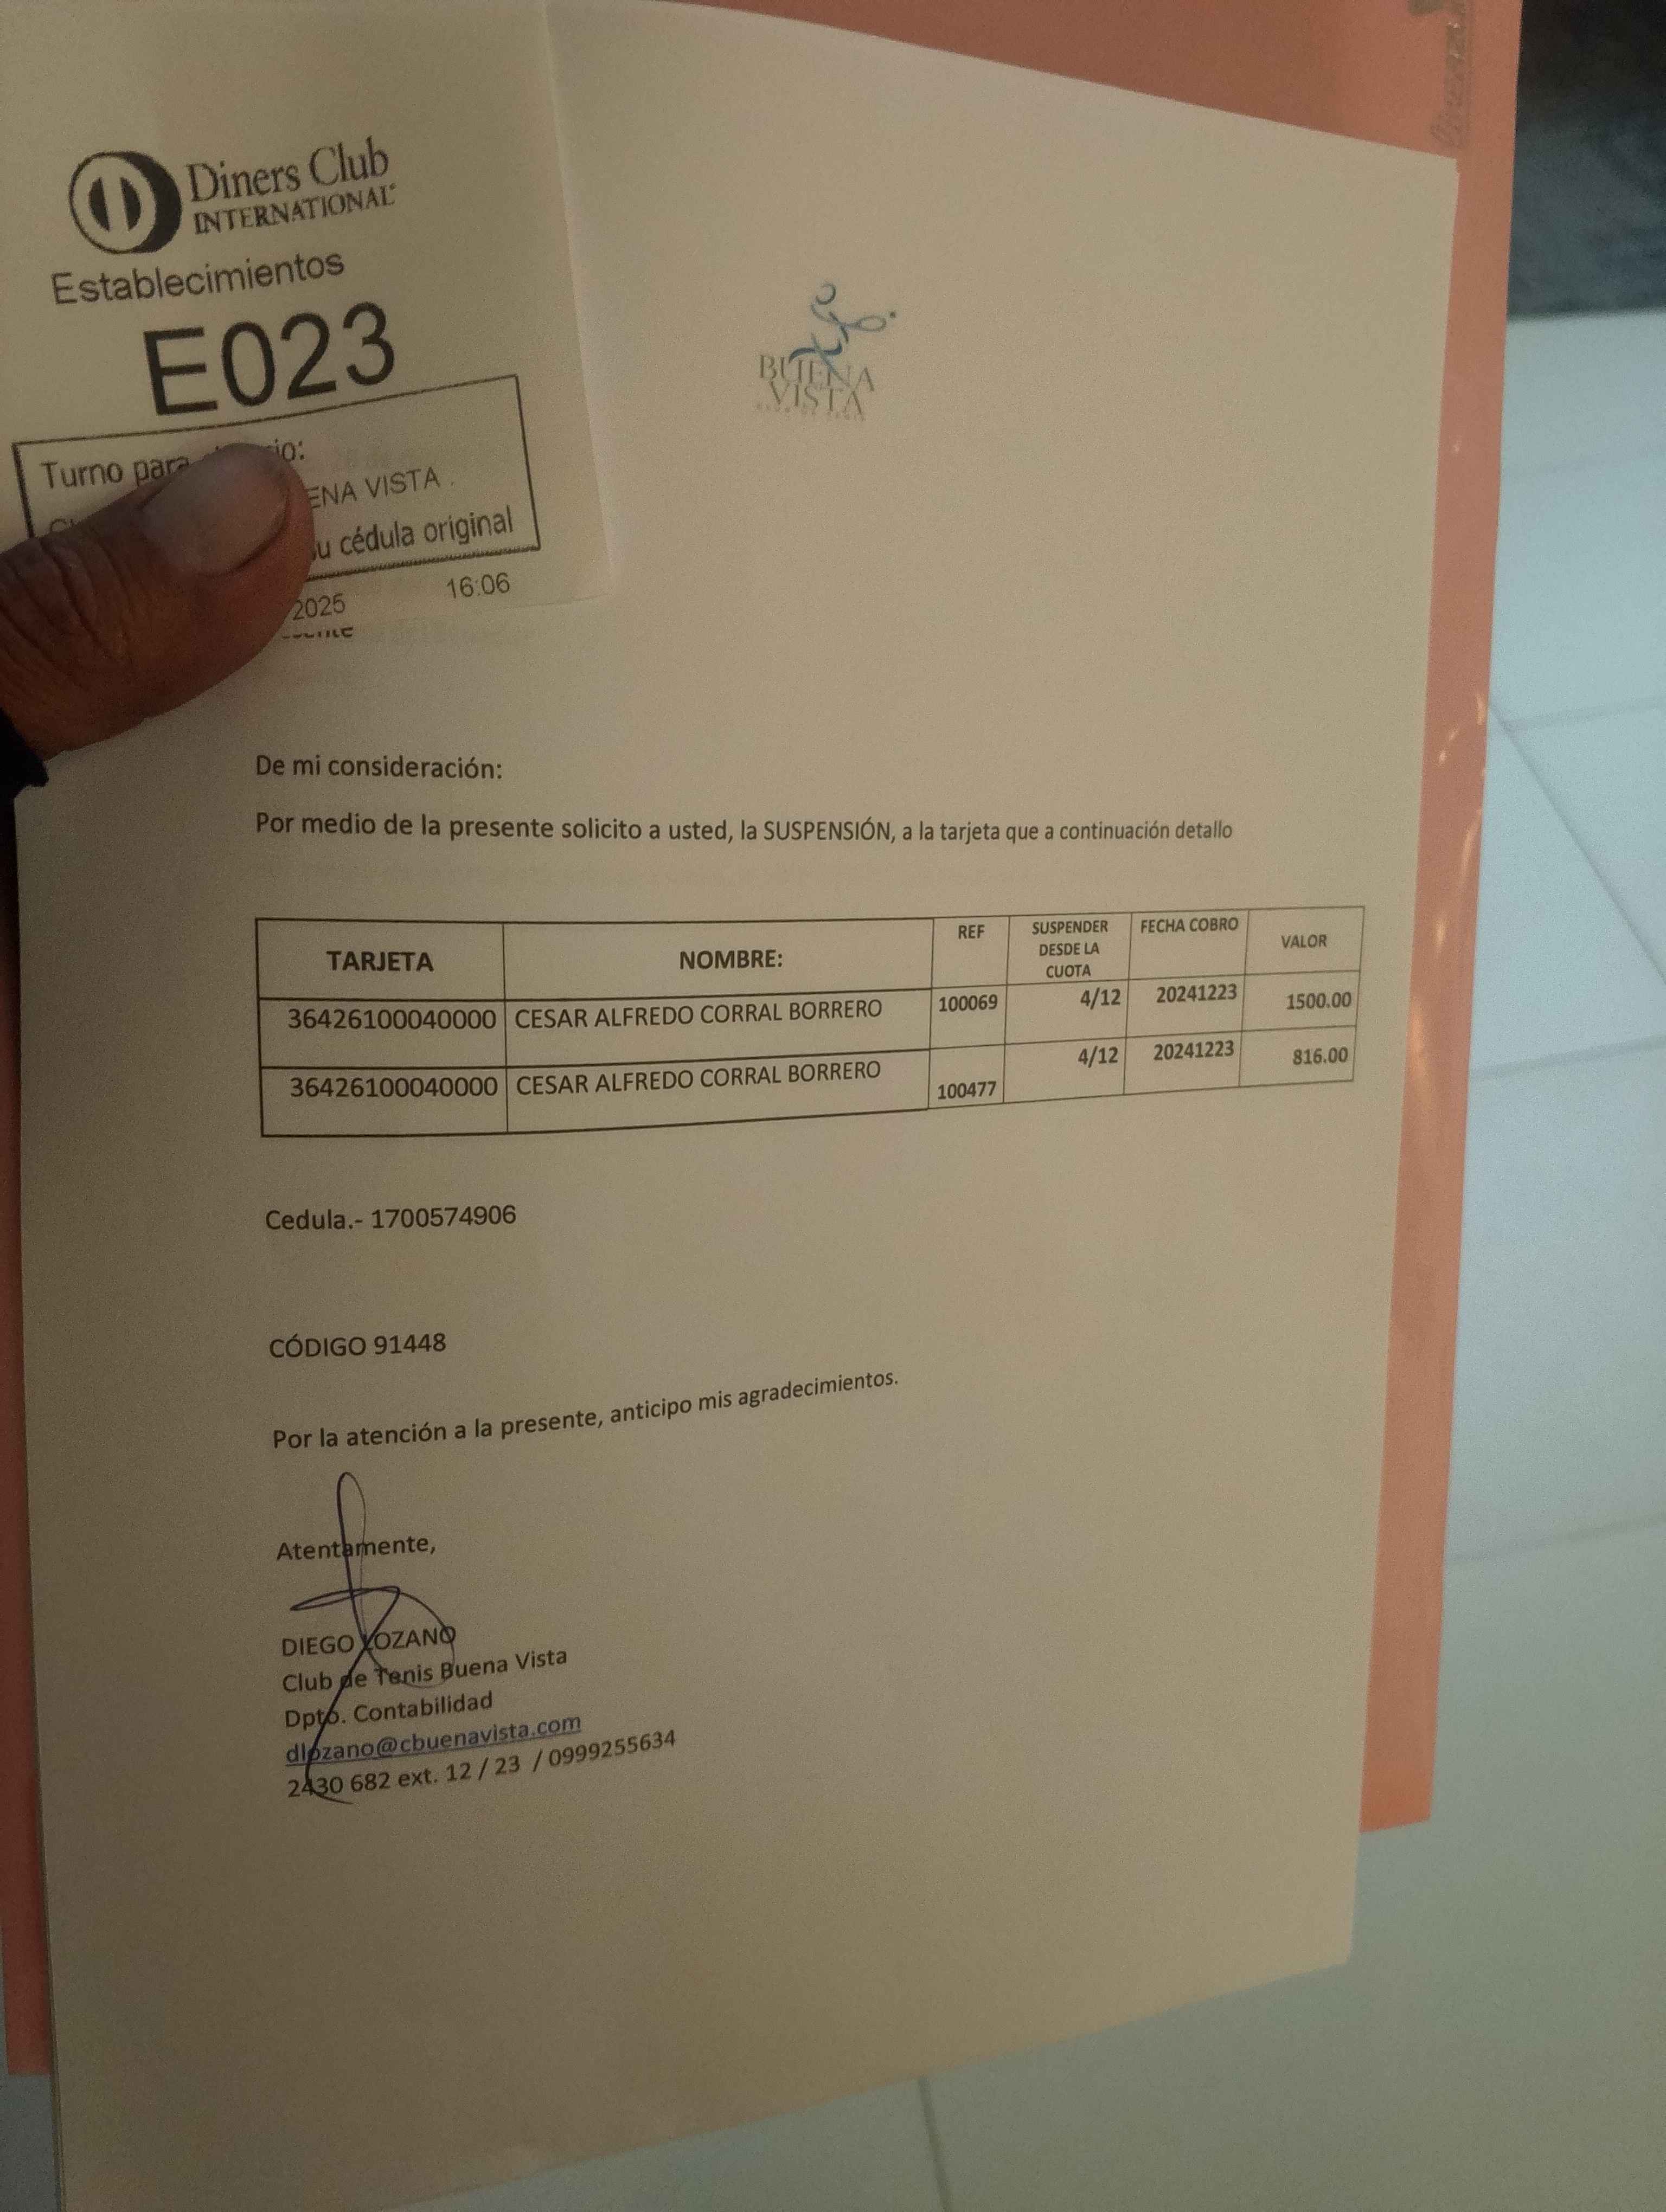 Diners Club
INTERNATIONAL
Establecimientos
E023
Turno para
ENA VISTA .
su cédula original
2025 16:06
BUENA
VISTA
De mi consideración:
Por medio de la presente solicito a usted, la SUSPENSIÓN, a la tarjeta que a continuación detallo
TARJETA NOMBRE: REF SUSPENDER DESDE LA CUOTA FECHA COBRO VALOR
36426100040000 CESAR ALFREDO CORRAL BORRERO 100069 4/12 20241223 1500.00
36426100040000 CESAR ALFREDO CORRAL BORRERO 100477 4/12 20241223 816.00
Cedula.- 1700574906
CÓDIGO 91448
Por la atención a la presente, anticipo mis agradecimientos.
Atentamente,
DIEGO LOZANO
Club de Tenis Buena Vista
Dpto. Contabilidad
dlozano@cbuenavista.com
2430 682 ext. 12 / 23 / 0999255634